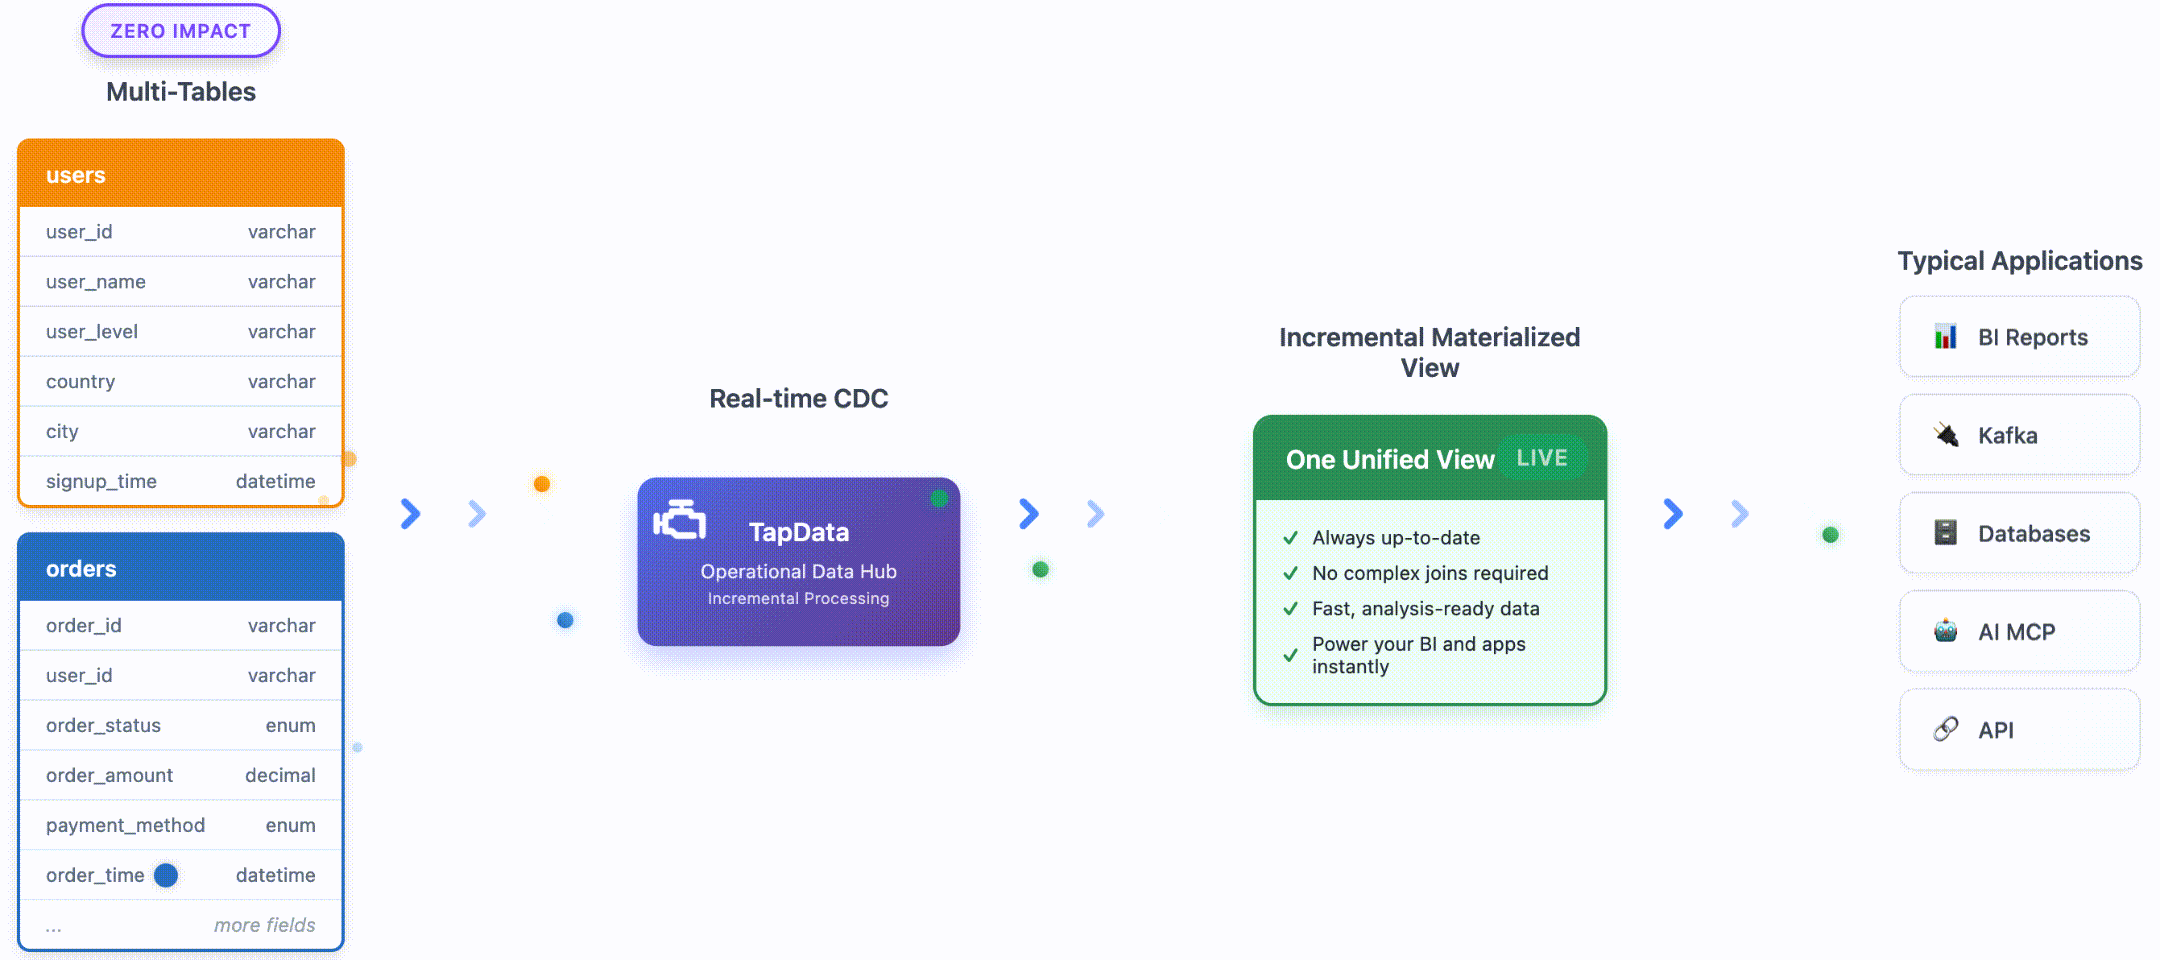 ZERO IMPACT
Multi-Tables
users
user_id varchar
user_name varchar
user_level varchar
country varchar
city varchar
signup_time datetime
orders
order_id varchar
user_id varchar
order_status enum
order_amount decimal
payment_method enum
order_time datetime
... more fields
Real-time CDC
TapData
Operational Data Hub
Incremental Processing
Incremental Materialized
View
One Unified View LIVE
Always up-to-date
No complex joins required
Fast, analysis-ready data
Power your BI and apps
instantly
Typical Applications
BI Reports
Kafka
Databases
AI MCP
API